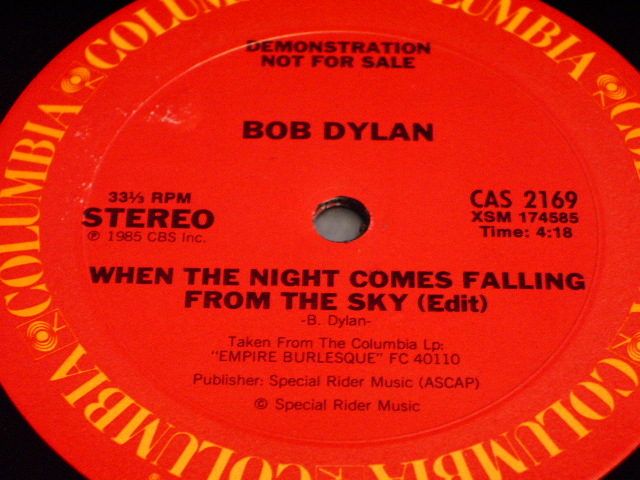 COLUMBIA COLUMBIA COLUMBIA COLUMBIA COLUMBIA
DEMONSTRATION
NOT FOR SALE
BOB DYLAN
33⅓ RPM
STEREO
℗ 1985 CBS Inc.
CAS 2169
XSM 174585
Time: 4:18
WHEN THE NIGHT COMES FALLING
FROM THE SKY (Edit)
-B. Dylan-
Taken From The Columbia Lp:
"EMPIRE BURLESQUE" FC 40110
Publisher: Special Rider Music (ASCAP)
© Special Rider Music